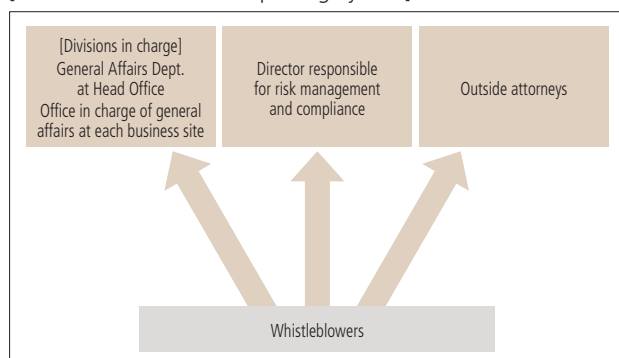 [Divisions in charge]
General Affairs Dept.
at Head Office
Office in charge of general
affairs at each business site
Director responsible
for risk management
and compliance
Outside attorneys
Whistleblowers